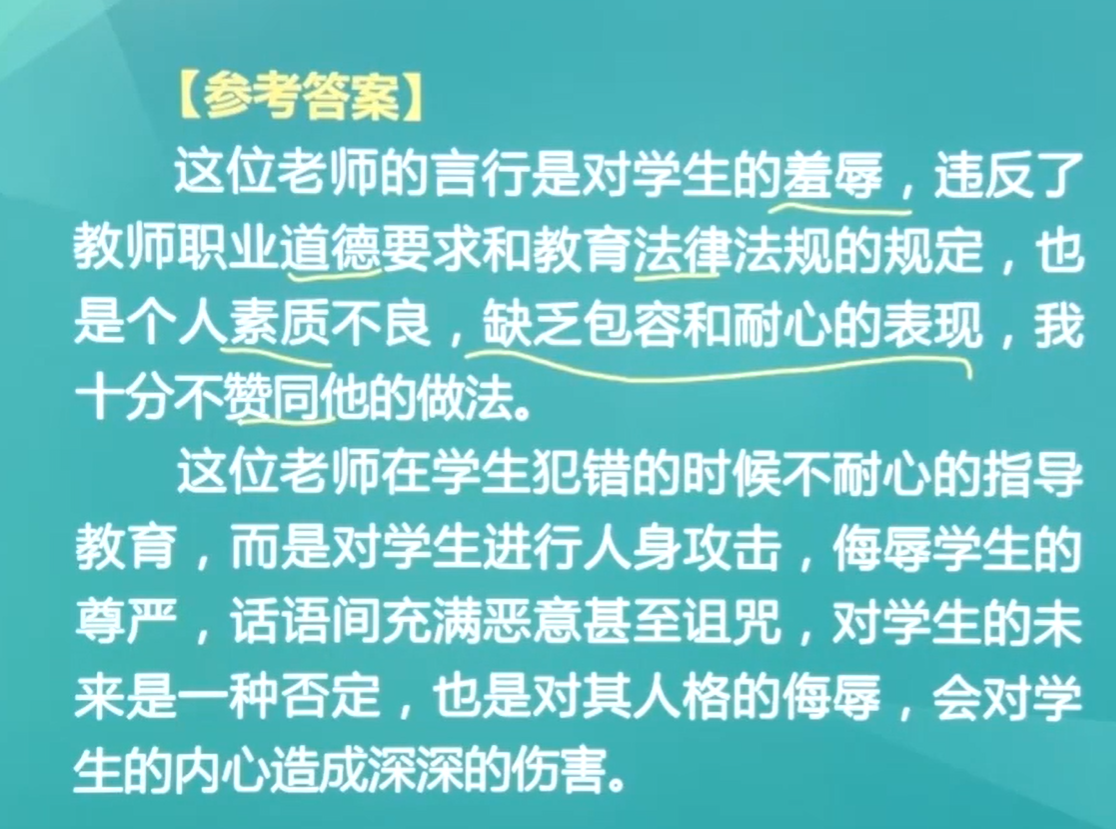 【参考答案】
这位老师的言行是对学生的羞辱，违反了
教师职业道德要求和教育法律法规的规定，也
是个人素质不良，缺乏包容和耐心的表现，我
十分不赞同他的做法。
这位老师在学生犯错的时候不耐心的指导
教育，而是对学生进行人身攻击，侮辱学生的
尊严，话语间充满恶意甚至诅咒，对学生的未
来是一种否定，也是对其人格的侮辱，会对学
生的内心造成深深的伤害。